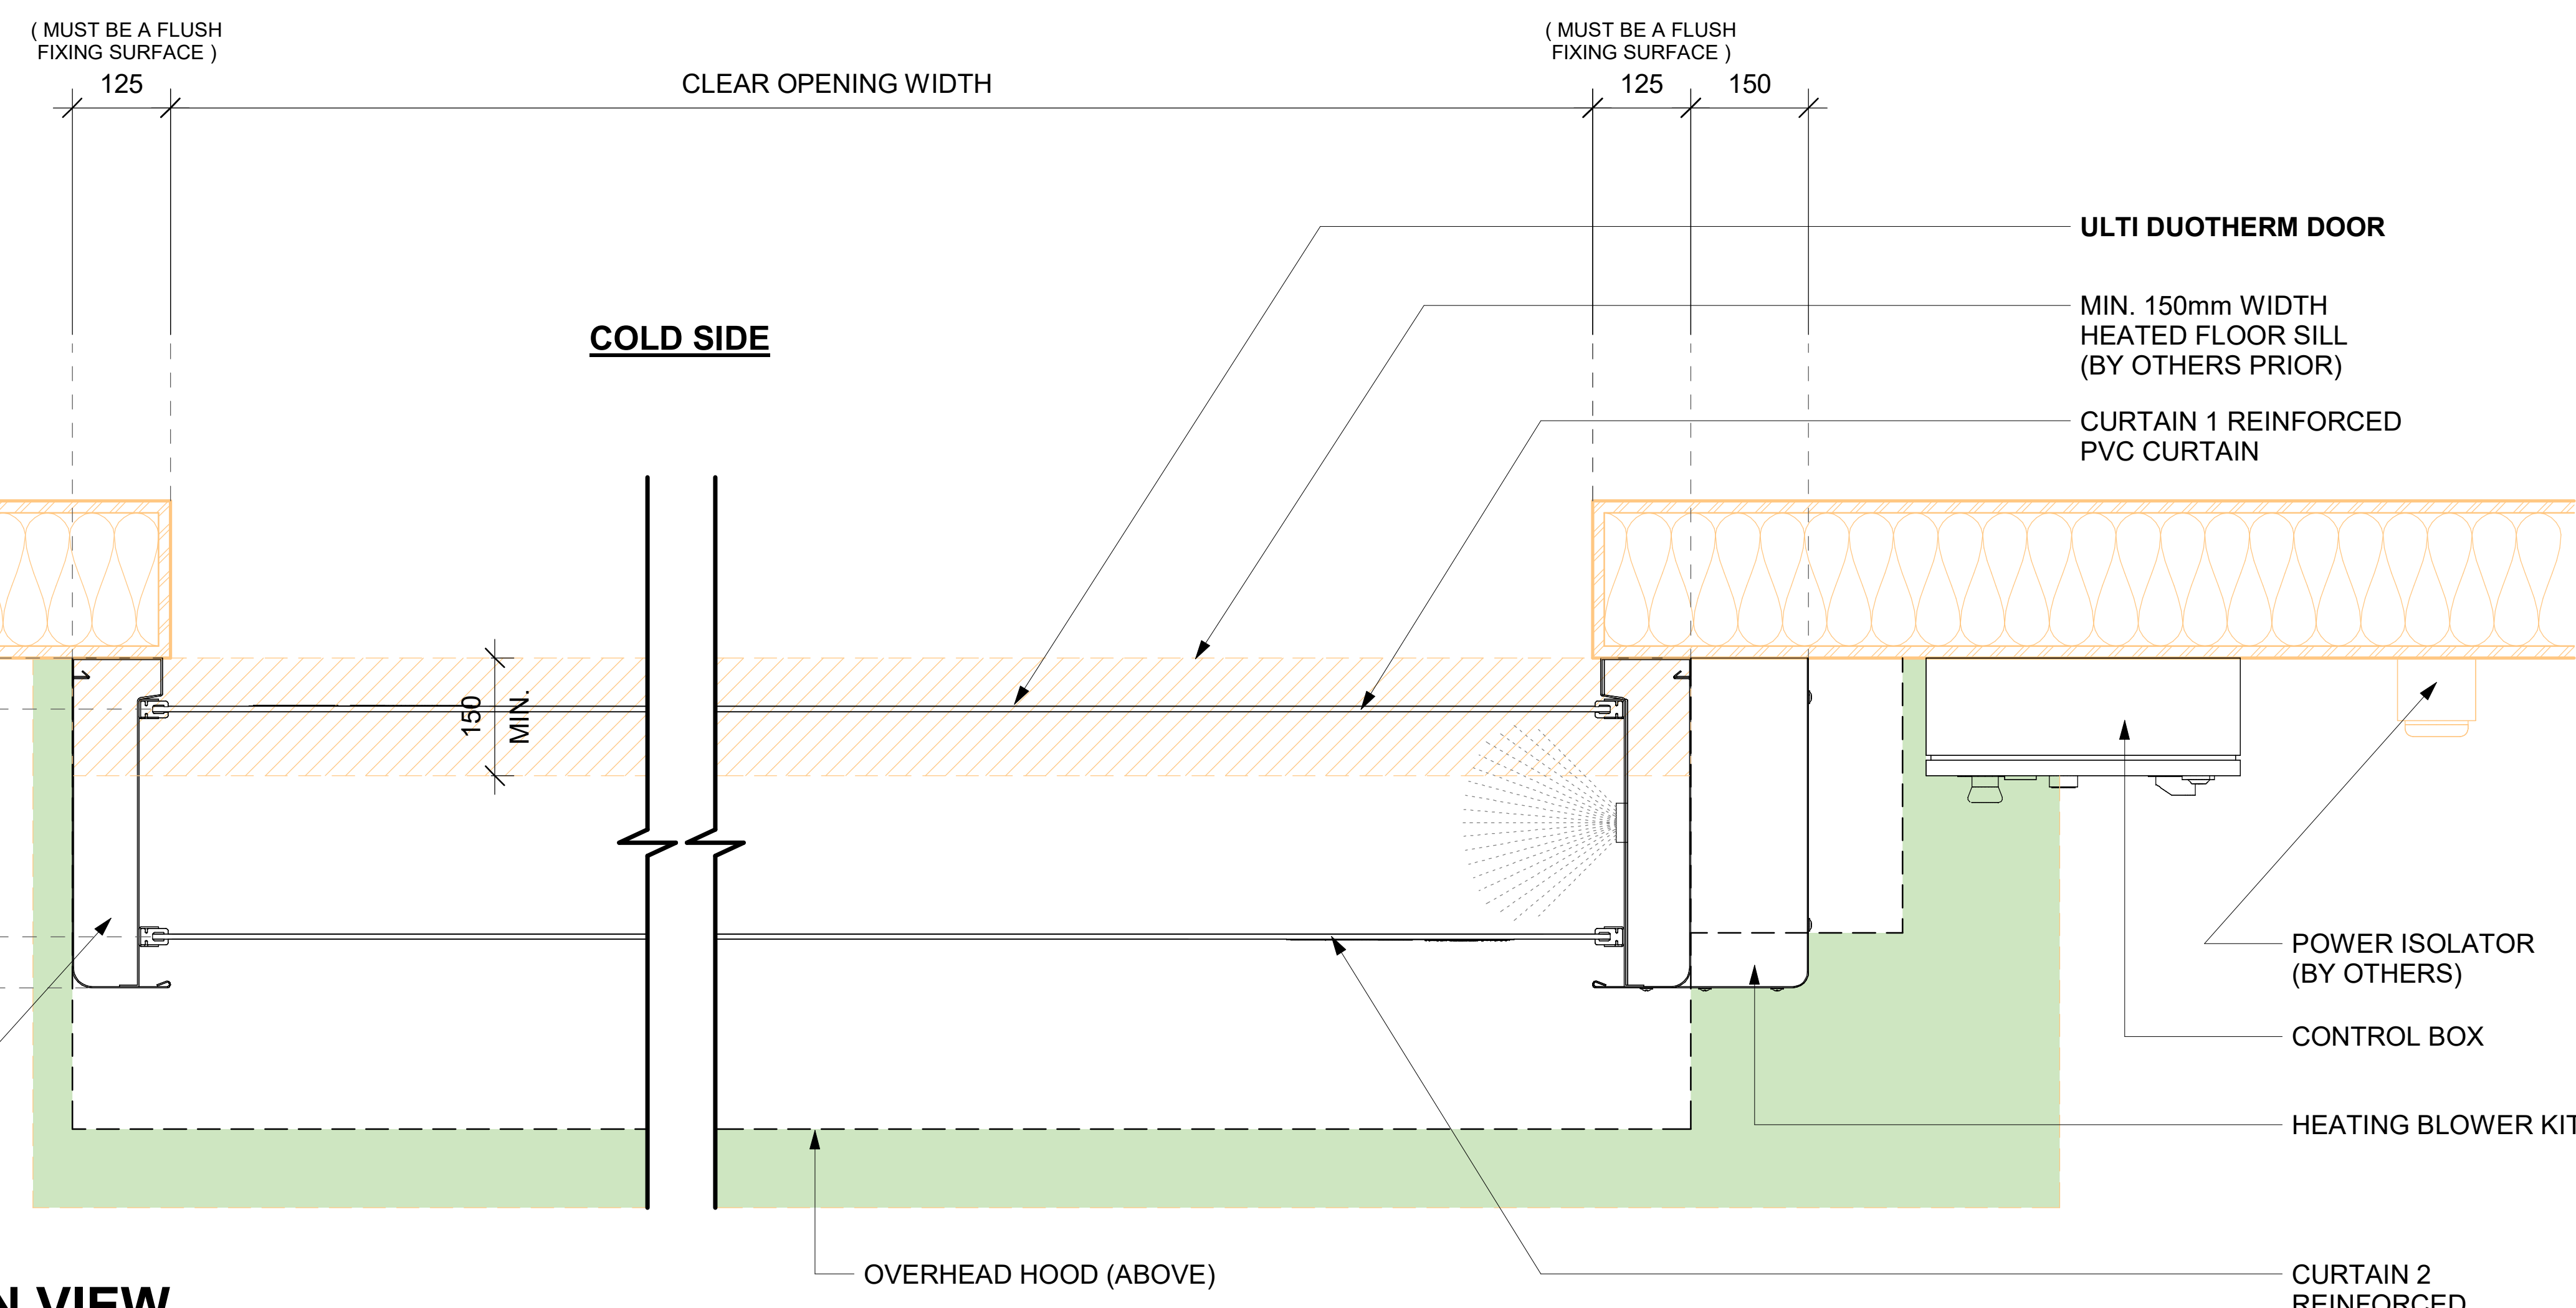 ( MUST BE A FLUSH
FIXING SURFACE )
125
CLEAR OPENING WIDTH
( MUST BE A FLUSH
FIXING SURFACE )
125
150
ULTI DUOTHERM DOOR
MIN. 150mm WIDTH
HEATED FLOOR SILL
(BY OTHERS PRIOR)
COLD SIDE
CURTAIN 1 REINFORCED
PVC CURTAIN
150
MIN.
POWER ISOLATOR
(BY OTHERS)
CONTROL BOX
HEATING BLOWER KIT
OVERHEAD HOOD (ABOVE)
CURTAIN 2
REINFORCED
N VIEW